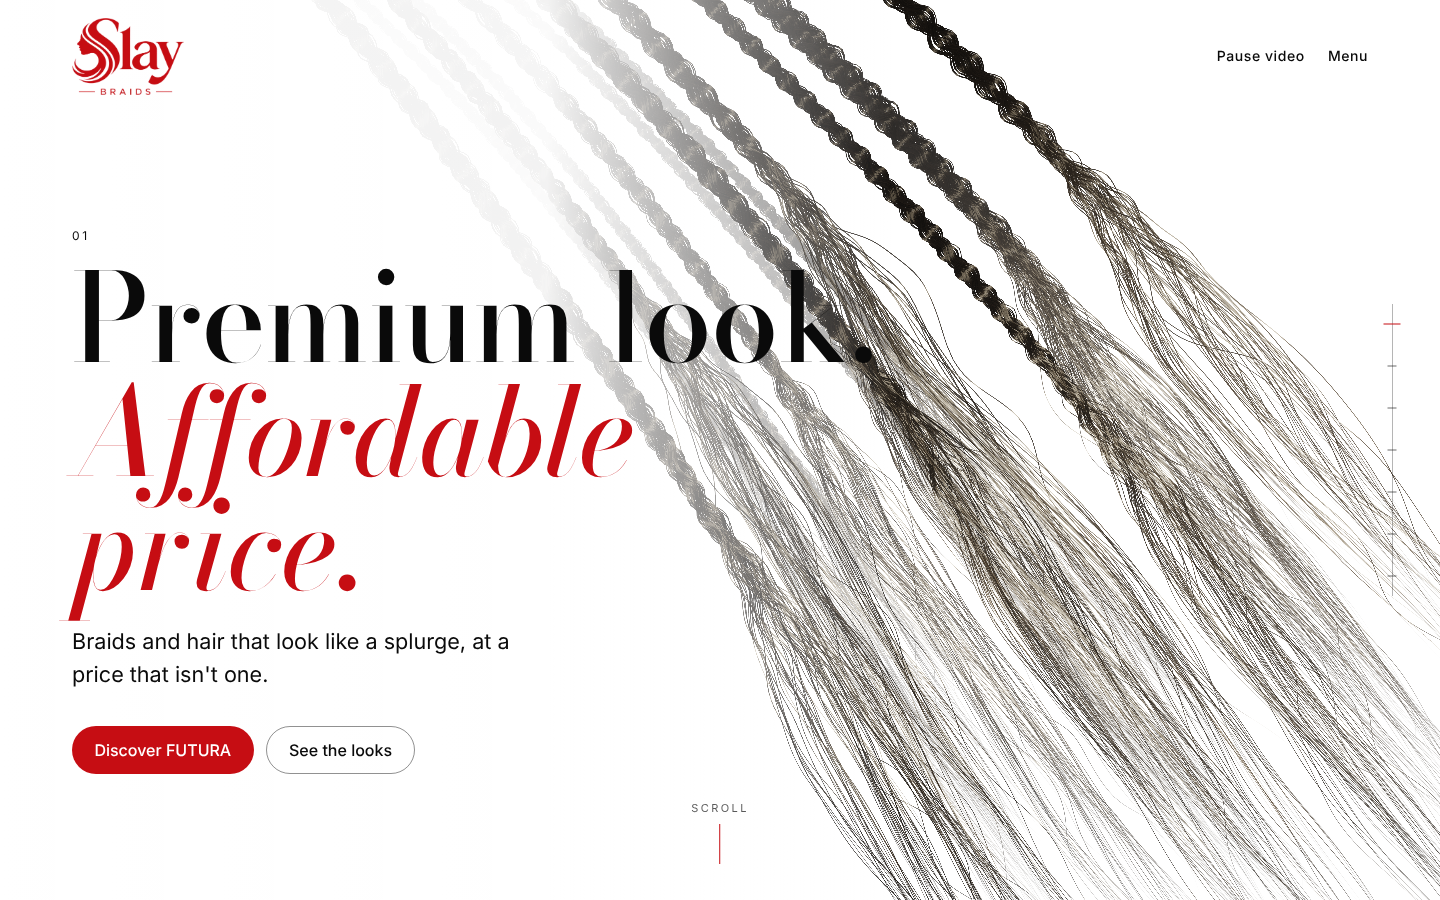 Slay
BRAIDS
Pause video
Menu
01
Premium look.
Affordable
price.
Braids and hair that look like a splurge, at a
price that isn't one.
Discover FUTURA
See the looks
SCROLL